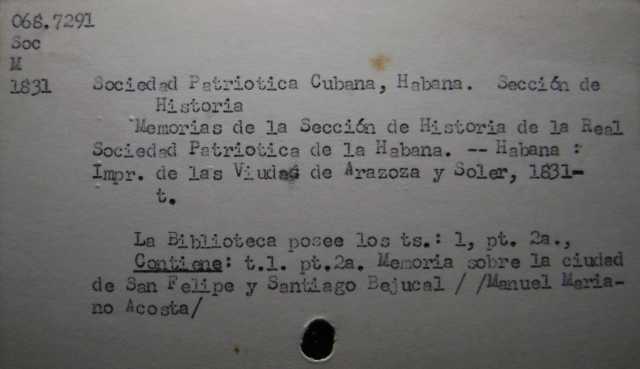 068.7291
Soc
M
1831 Sociedad Patriotica Cubana, Habana. Sección de
Historia
Memorias de la Sección de Historia de la Real
Sociedad Patriotica de la Habana. -- Habana :
Impr. de las Viudas de Arazoza y Soler, 1831-
t.
La Biblioteca posee los ts.: 1, pt. 2a.,
Contiene: t.1. pt.2a. Memoria sobre la ciudad
de San Felipe y Santiago Bejucal / /Manuel Maria-
no Acosta/